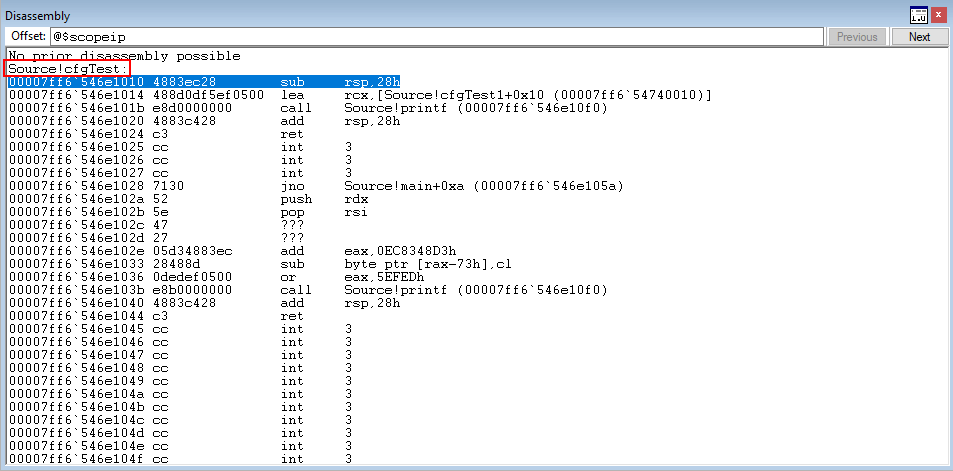 Disassembly
Offset: @$scopeip Previous Next
No prior disassembly possible
Source!cfgTest:
00007ff6`546e1010 4883ec28 sub rsp,28h
00007ff6`546e1014 488d0df5ef0500 lea rcx,[Source!cfgTest1+0x10 (00007ff6`54740010)]
00007ff6`546e101b e8d0000000 call Source!printf (00007ff6`546e10f0)
00007ff6`546e1020 4883c428 add rsp,28h
00007ff6`546e1024 c3 ret
00007ff6`546e1025 cc int 3
00007ff6`546e1026 cc int 3
00007ff6`546e1027 cc int 3
00007ff6`546e1028 7130 jno Source!main+0xa (00007ff6`546e105a)
00007ff6`546e102a 52 push rdx
00007ff6`546e102b 5e pop rsi
00007ff6`546e102c 47 ???
00007ff6`546e102d 27 ???
00007ff6`546e102e 05d34883ec add eax,0EC8348D3h
00007ff6`546e1033 28488d sub byte ptr [rax-73h],cl
00007ff6`546e1036 0dedef0500 or eax,5EFEDh
00007ff6`546e103b e8b0000000 call Source!printf (00007ff6`546e10f0)
00007ff6`546e1040 4883c428 add rsp,28h
00007ff6`546e1044 c3 ret
00007ff6`546e1045 cc int 3
00007ff6`546e1046 cc int 3
00007ff6`546e1047 cc int 3
00007ff6`546e1048 cc int 3
00007ff6`546e1049 cc int 3
00007ff6`546e104a cc int 3
00007ff6`546e104b cc int 3
00007ff6`546e104c cc int 3
00007ff6`546e104d cc int 3
00007ff6`546e104e cc int 3
00007ff6`546e104f cc int 3